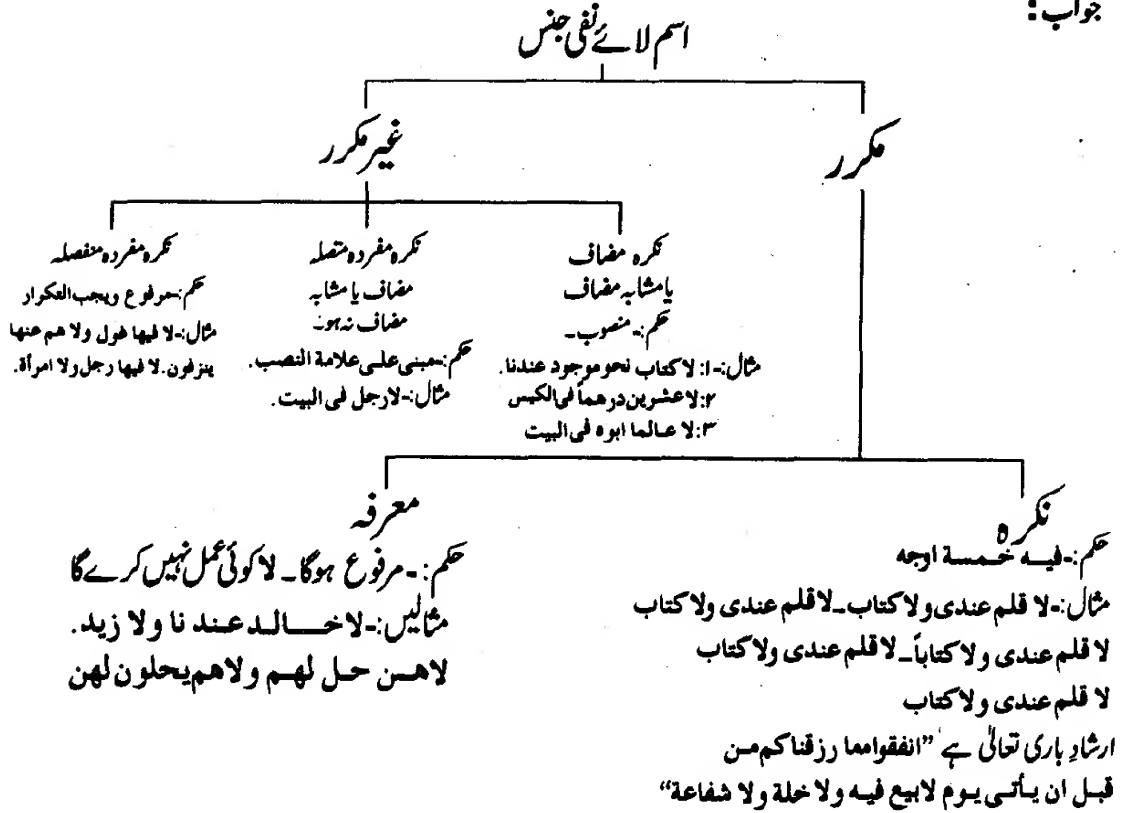 جواب:
اسم لائے نفی جنس
مکرر
غیر مکرر
نکرہ مضاف
یا مشابہ مضاف
حکم:۔منصوب۔
مثال:۔۱: لا کتاب نحو موجود عندنا.
۲:لا عشرین درهماً فی الکیس
۳:لا عالما ابوه فی البیت
نکرہ مفردہ متصلہ
مضاف یا مشابہ
مضاف نہ ہو۔
حکم:۔مبنی علی علامة النصب.
مثال:۔لارجل فی البیت.
نکرہ مفردہ منفصلہ
حکم:۔مرفوع ویجب التکرار
مثال:۔لا فیها غول ولا هم عنها
ینزفون.لا فیها رجل ولا امرأة.
نکرہ
حکم:۔فیه خمسة اوجه
مثال:۔لا قلم عندی ولا کتاب۔لا قلم عندی ولا کتاب
لا قلم عندی ولا کتاباً۔لا قلم عندی ولا کتاب
لا قلم عندی ولا کتاب
ارشادِ باری تعالیٰ ہے ”انفقوا مما رزقناکم من
قبل ان یأتی یوم لا بیع فیه ولا خلة ولا شفاعة“
معرفہ
حکم:۔مرفوع ہوگا۔لا کوئی عمل نہیں کرے گا
مثالیں:۔لا خالد عند نا ولا زید.
لا هن حل لهم ولا هم یحلون لهن